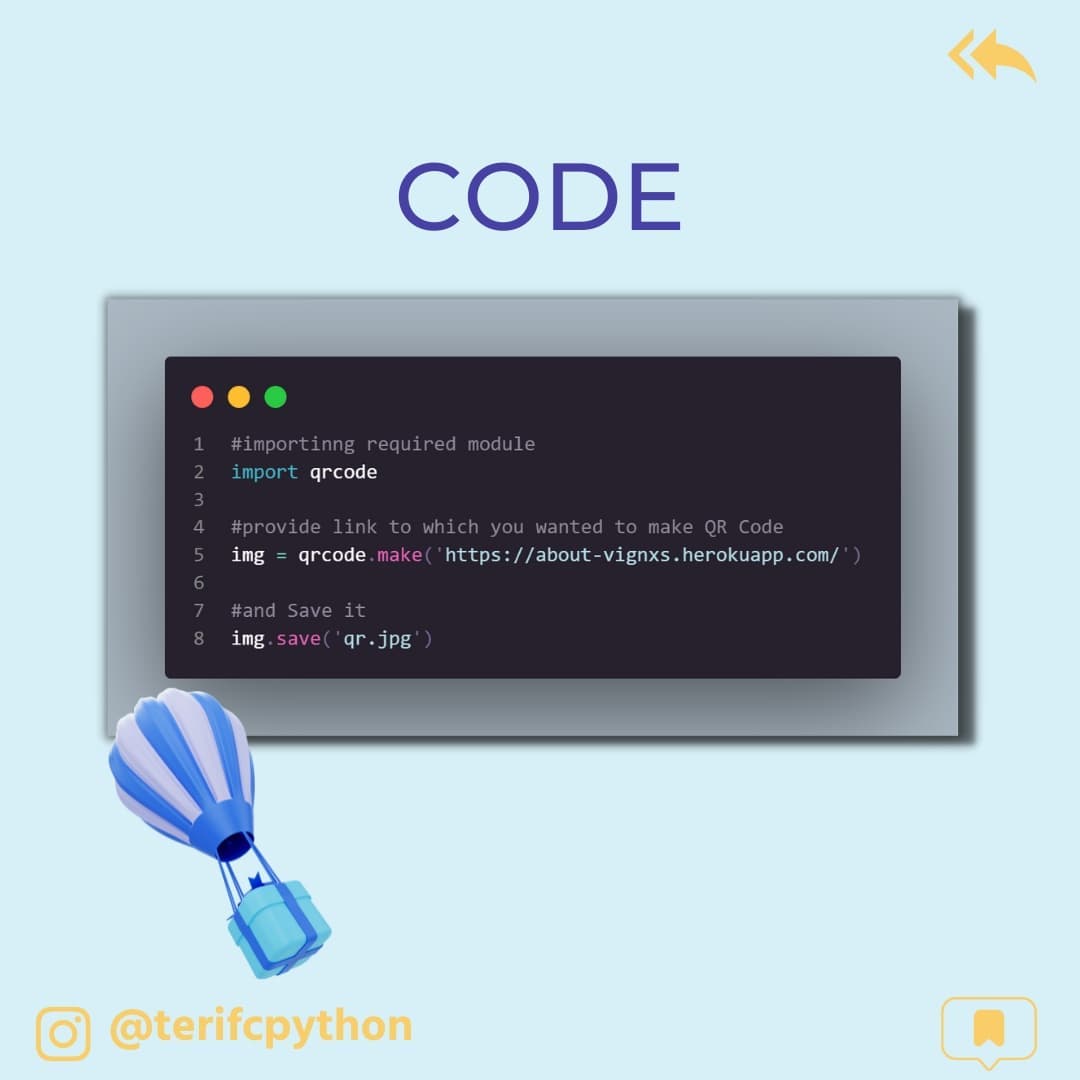 CODE
1 #importinng required module
2 import qrcode
3
4 #provide link to which you wanted to make QR Code
5 img = qrcode.make('https://about-vignxs.herokuapp.com/')
6
7 #and Save it
8 img.save('qr.jpg')
@terifcpython